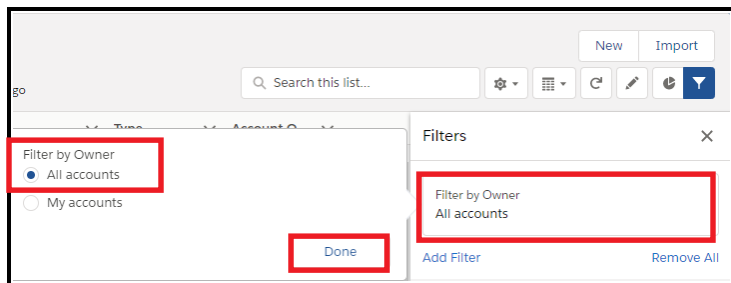 New Import
go
Search this list...
Type Account O...
Filter by Owner
All accounts
My accounts
Done
Filters
Filter by Owner
All accounts
Add Filter Remove All